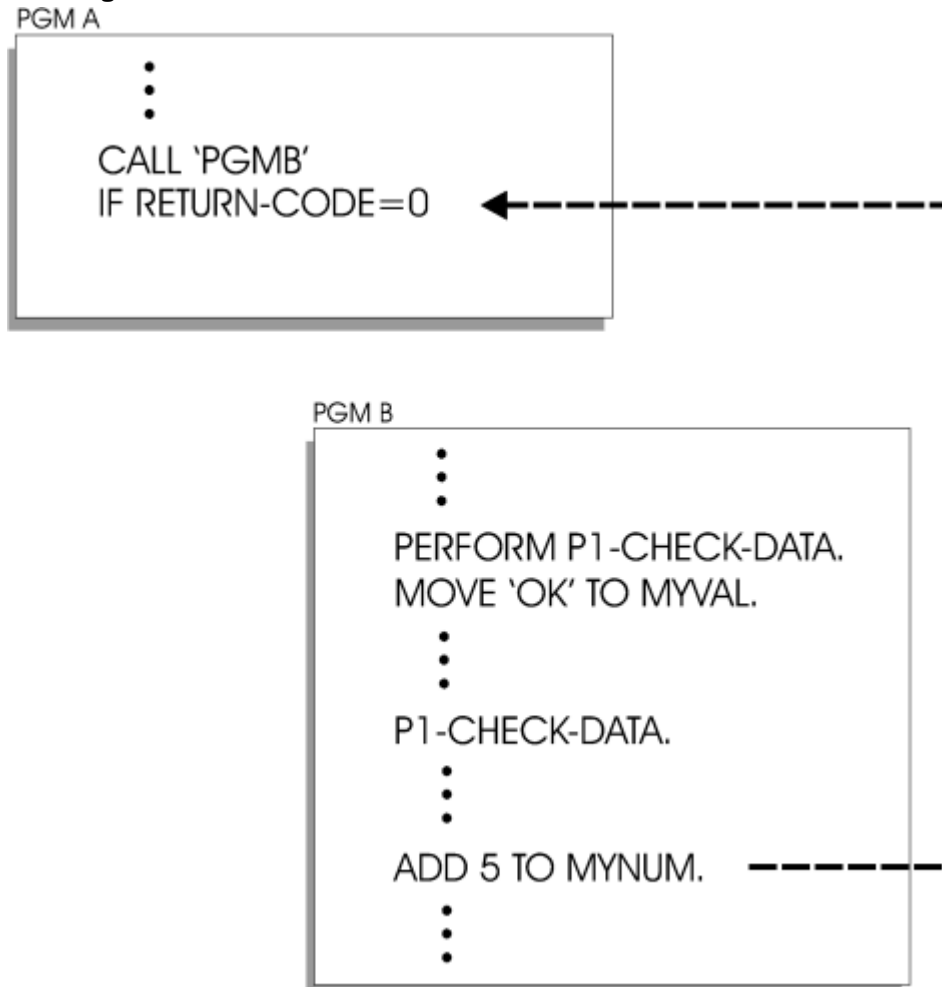 PGM A
CALL ‵PGMB′
IF RETURN-CODE=0
PGM B
PERFORM P1-CHECK-DATA.
MOVE ‵OK′ TO MYVAL.
P1-CHECK-DATA.
ADD 5 TO MYNUM.